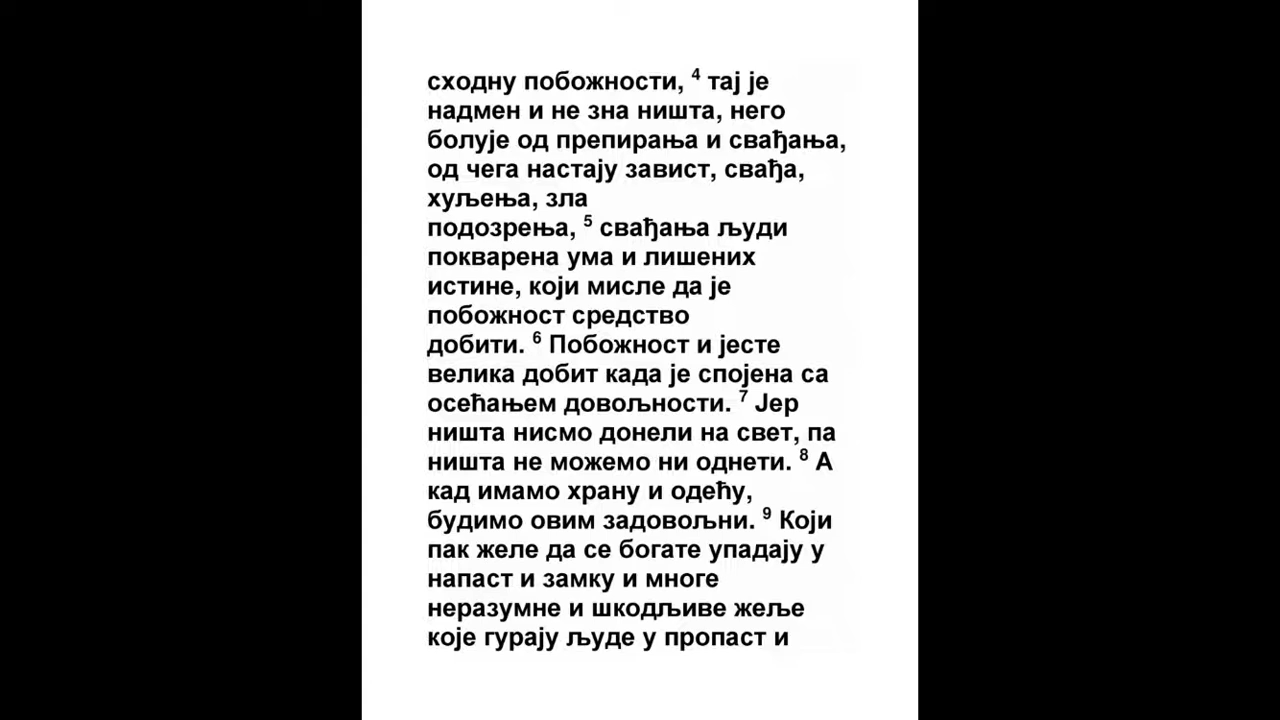 сходну побожности, ⁴ тај је
надмен и не зна ништа, него
болује од препирања и свађања,
од чега настају завист, свађа,
хуљења, зла
подозрења, ⁵ свађања људи
покварена ума и лишених
истине, који мисле да је
побожност средство
добити. ⁶ Побожност и јесте
велика добит када је спојена са
осећањем довољности. ⁷ Јер
ништа нисмо донели на свет, па
ништа не можемо ни однети. ⁸ А
кад имамо храну и одећу,
будимо овим задовољни. ⁹ Који
пак желе да се богате упадају у
напаст и замку и многе
неразумне и шкодљиве жеље
које гурају људе у пропаст и